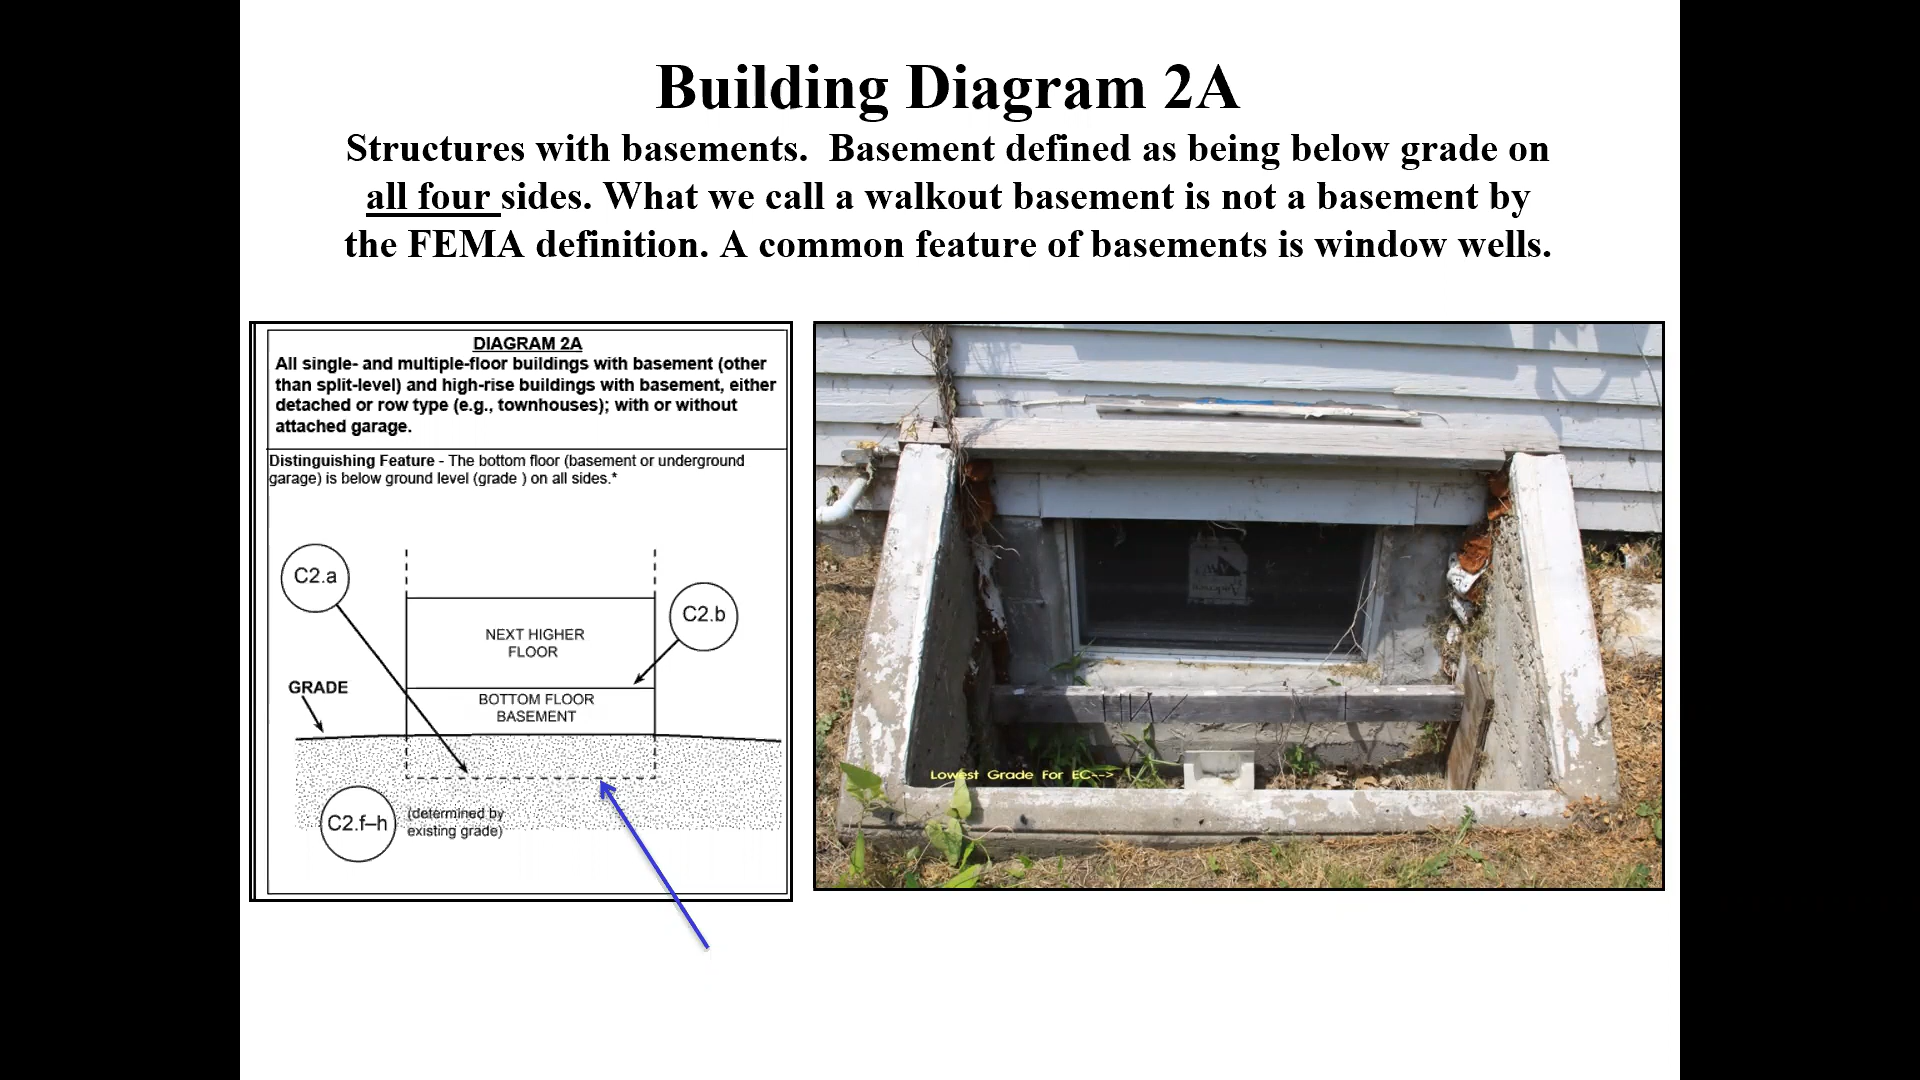 Building Diagram 2A
Structures with basements.  Basement defined as being below grade on
all four sides. What we call a walkout basement is not a basement by
the FEMA definition. A common feature of basements is window wells.
DIAGRAM 2A
All single- and multiple-floor buildings with basement (other
than split-level) and high-rise buildings with basement, either
detached or row type (e.g., townhouses); with or without
attached garage.
Distinguishing Feature - The bottom floor (basement or underground
garage) is below ground level (grade ) on all sides.*
C2.a
C2.b
NEXT HIGHER
FLOOR
GRADE
BOTTOM FLOOR
BASEMENT
C2.f–h
(determined by
existing grade)
Lowest Grade For EC-->